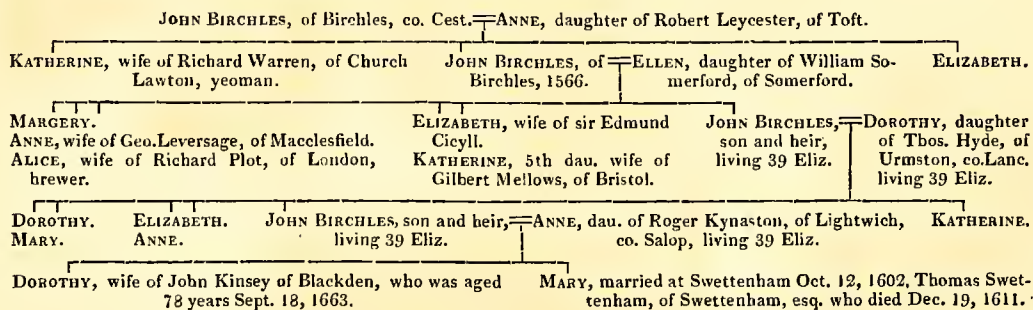 JOHN BIRCHLES, of Birchles, co. Cest.=ANNE, daughter of Robert Leycester, of Toft.
KATHERINE, wife of Richard Warren, of Church
Lawton, yeoman.
JOHN BIRCHLES, of=ELLEN, daughter of William So-
Birchles, 1566. merford, of Somerford.
ELIZABETH.
MARGERY.
ANNE, wife of Geo. Leversage, of Macclesfield.
ALICE, wife of Richard Plot, of London,
brewer.
ELIZABETH, wife of sir Edmund
Cicyll.
KATHERINE, 5th dau. wife of
Gilbert Mellows, of Bristol.
JOHN BIRCHLES,=DOROTHY, daughter
son and heir, of Thos. Hyde, of
living 39 Eliz. Urmston, co. Lanc.
living 39 Eliz.
DOROTHY.
MARY.
ELIZABETH.
ANNE.
JOHN BIRCHLES, son and heir,=ANNE, dau. of Roger Kynaston, of Lightwich,
living 39 Eliz. co. Salop, living 39 Eliz.
KATHERINE.
DOROTHY, wife of John Kinsey of Blackden, who was aged
78 years Sept. 18, 1663.
MARY, married at Swettenham Oct. 12, 1602, Thomas Swet-
tenham, of Swettenham, esq. who died Dec. 19, 1611.